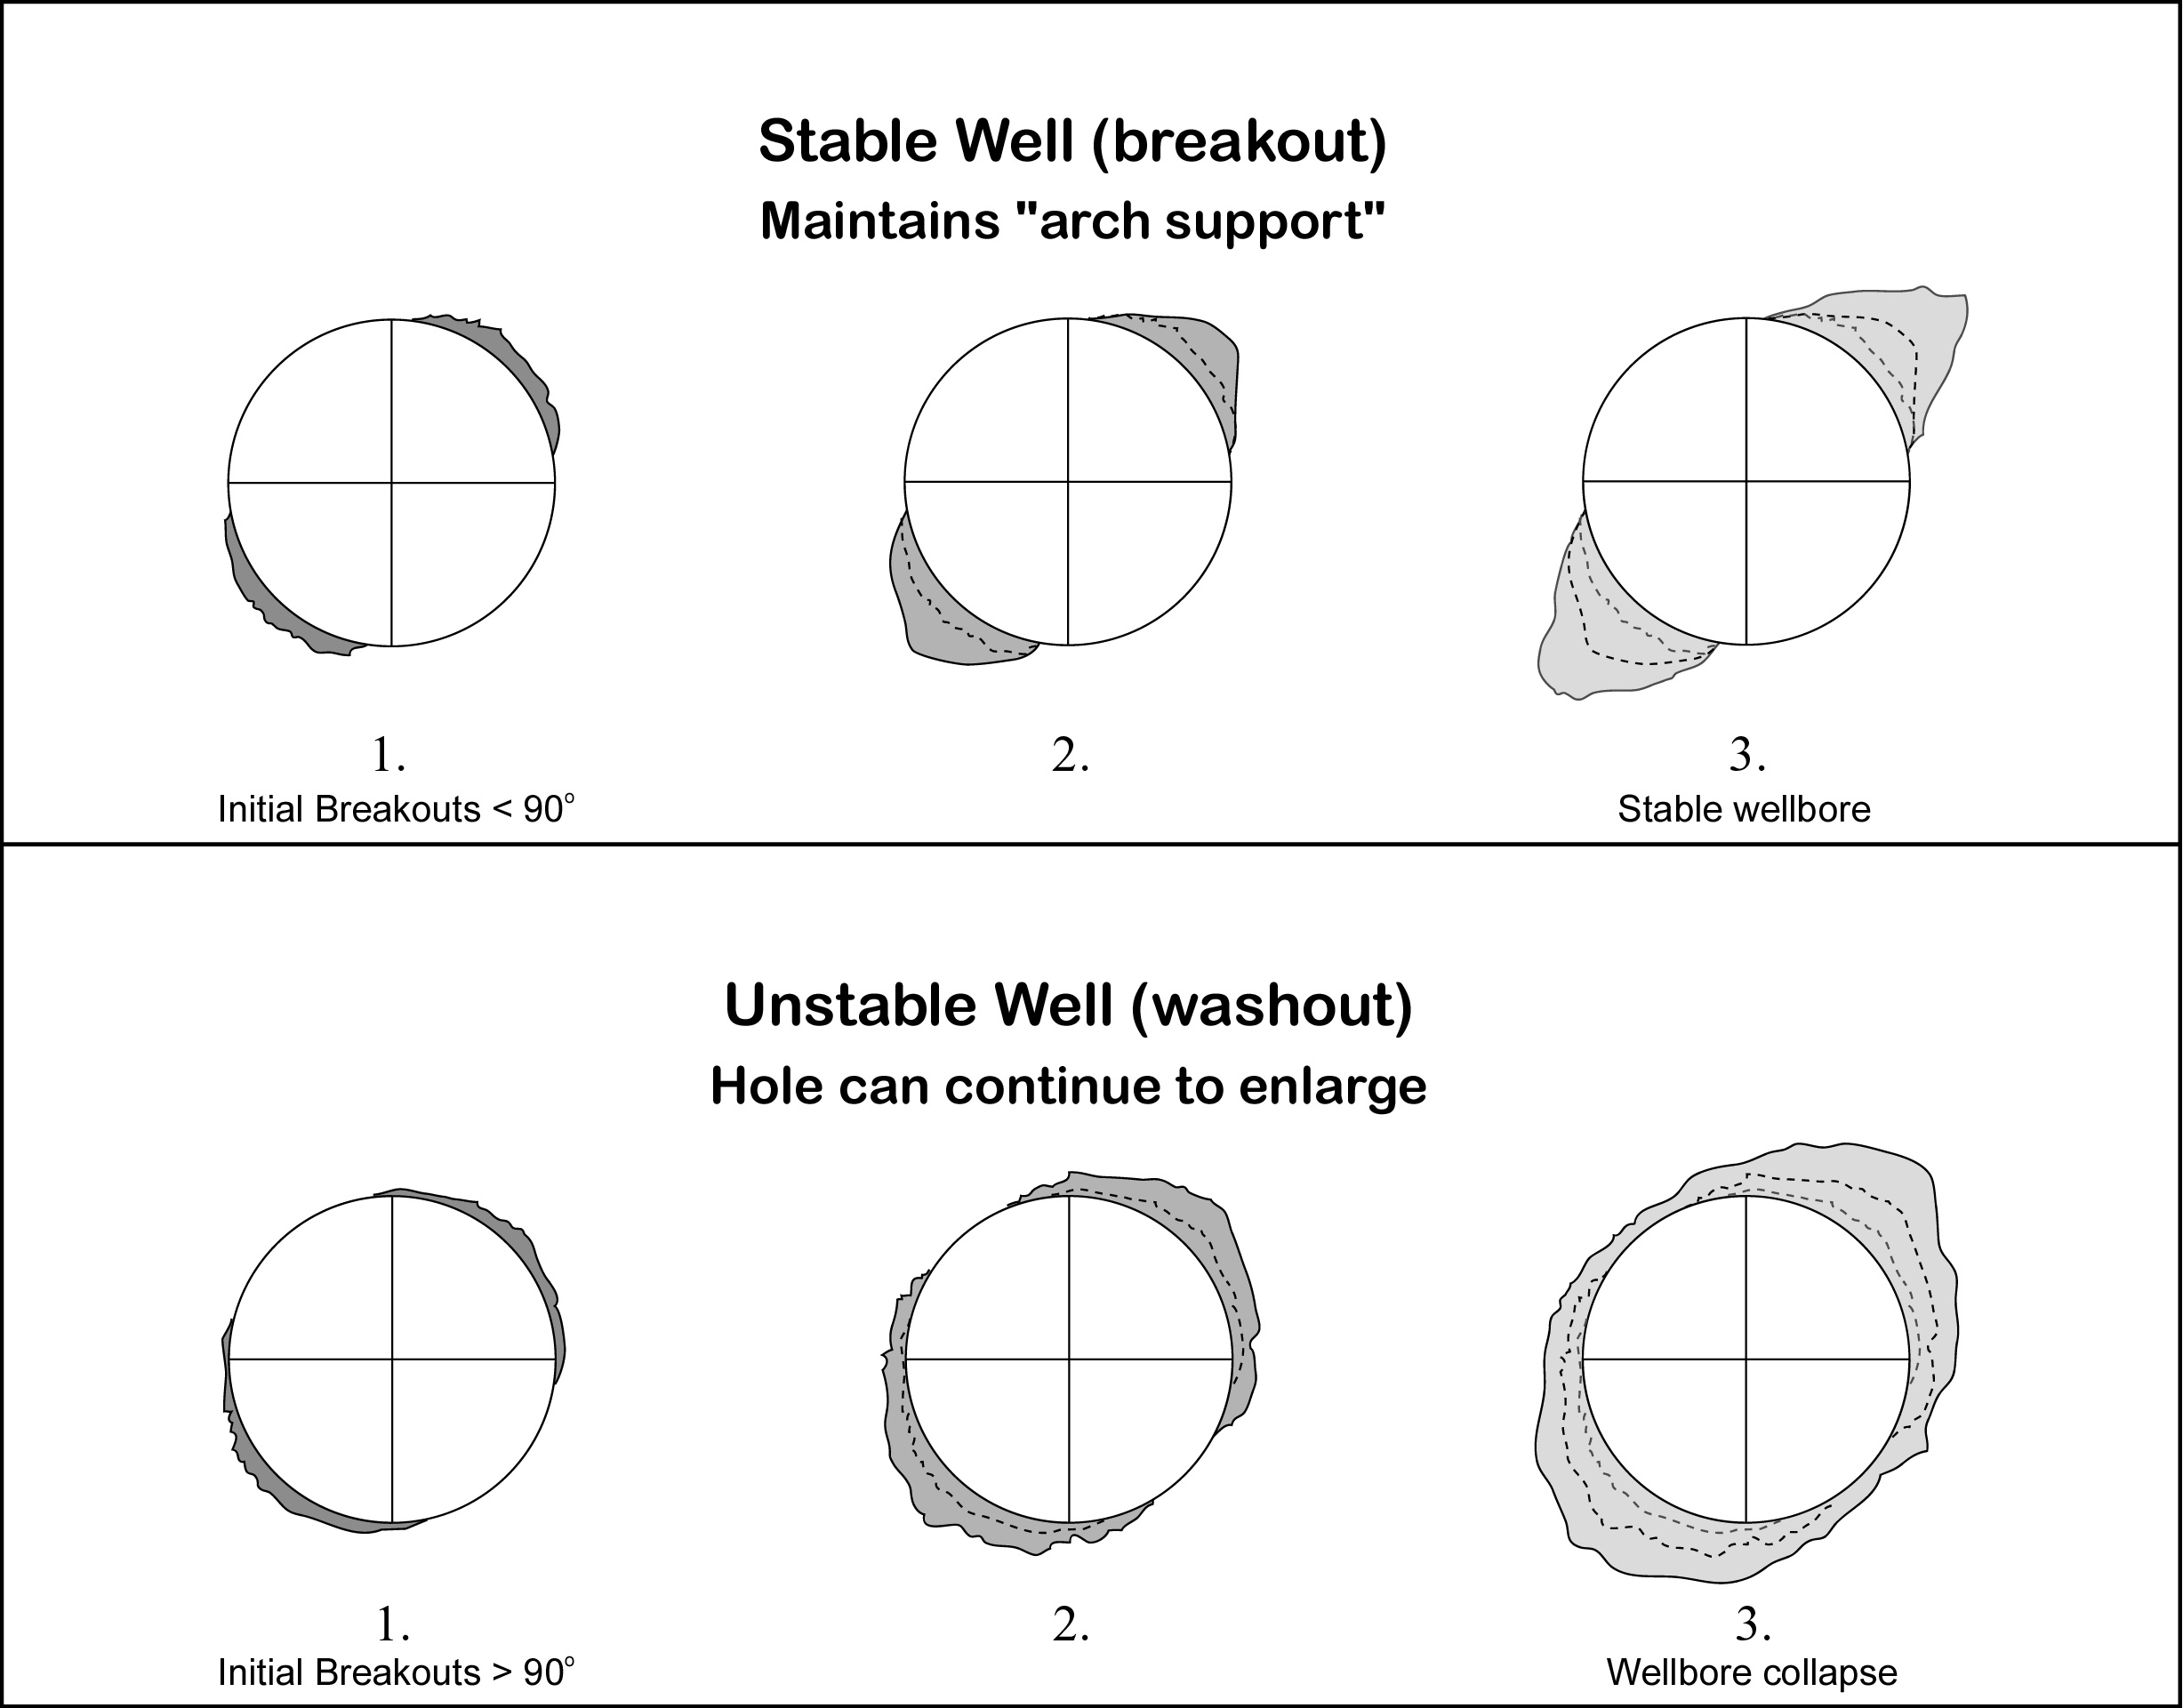 Stable Well (breakout)
Maintains "arch support"
1.
2.
3.
Initial Breakouts < 90°
Stable wellbore
Unstable Well (washout)
Hole can continue to enlarge
1.
2.
3.
Initial Breakouts > 90°
Wellbore collapse